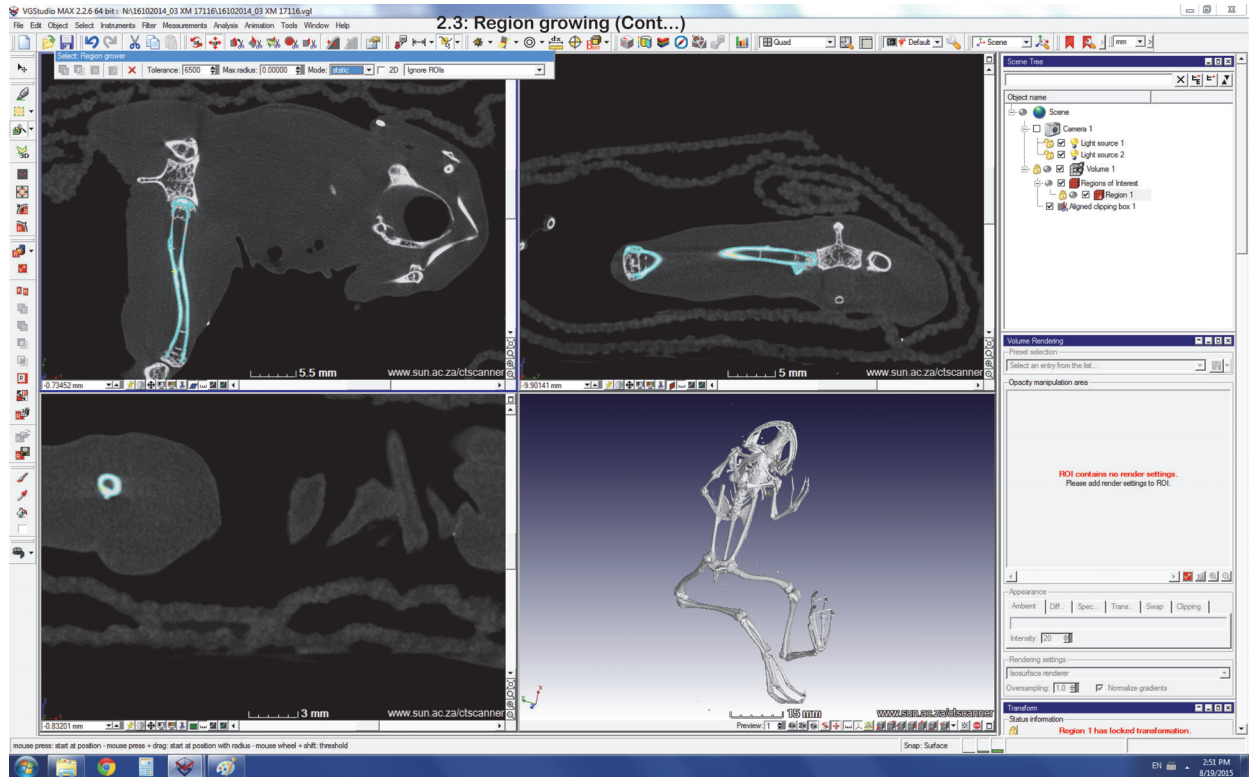 VGStudio MAX 2.2.6 64 bit : N:\16102014_03 XM 17116\16102014_03 XM 17116.vgl
2.3: Region growing (Cont...)
File Edit Object Select Instruments Filter Measurements Analysis Animation Tools Window Help
Quad
Default
Scene
mm
Select: Region grower
Tolerance: 6500 Max radius: 0.00000 Mode: static 2D Ignore ROIs
5.5 mm
www.sun.ac.za/ctscanner
-0.73452 mm
5 mm
www.sun.ac.za/ctscanner
-9.90141 mm
3 mm
www.sun.ac.za/ctscanner
-0.83201 mm
15 mm
www.sun.ac.za/ctscanner
Preview: 1
Scene Tree
Object name
Scene
Camera 1
Light source 1
Light source 2
Volume 1
Regions of Interest
Region 1
Aligned clipping box 1
Volume Rendering
Preset selection
Select an entry from the list...
Opacity manipulation area
ROI contains no render settings.
Please add render settings to ROI.
Appearance
Ambient Diff.. Spec.. Trans.. Swap Clipping
Intensity: 20
Rendering settings
Isosurface renderer
Oversampling: 1.0 Normalize gradients
Transform
Status information
Region 1 has locked transformation.
mouse press: start at position - mouse press + drag: start at position with radius - mouse wheel + shift: threshold
Snap: Surface
EN
2:51 PM
8/19/2015